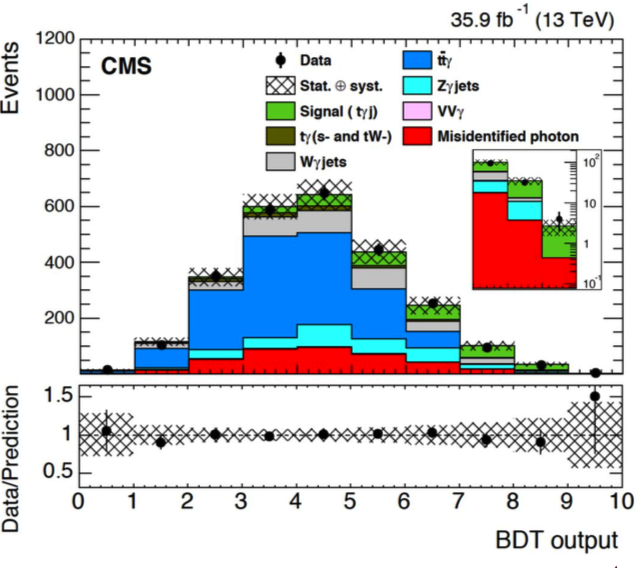 35.9 fb⁻¹ (13 TeV)
Events
1200
1000
800
600
400
200
CMS
Data
Stat. ⊕ syst.
Signal ( tγj)
tγ(s- and tW-)
Wγjets
tt̄γ
Zγjets
VVγ
Misidentified photon
10²
10
1
10⁻¹
Data/Prediction
1.5
1
0.5
0 1 2 3 4 5 6 7 8 9 10
BDT output